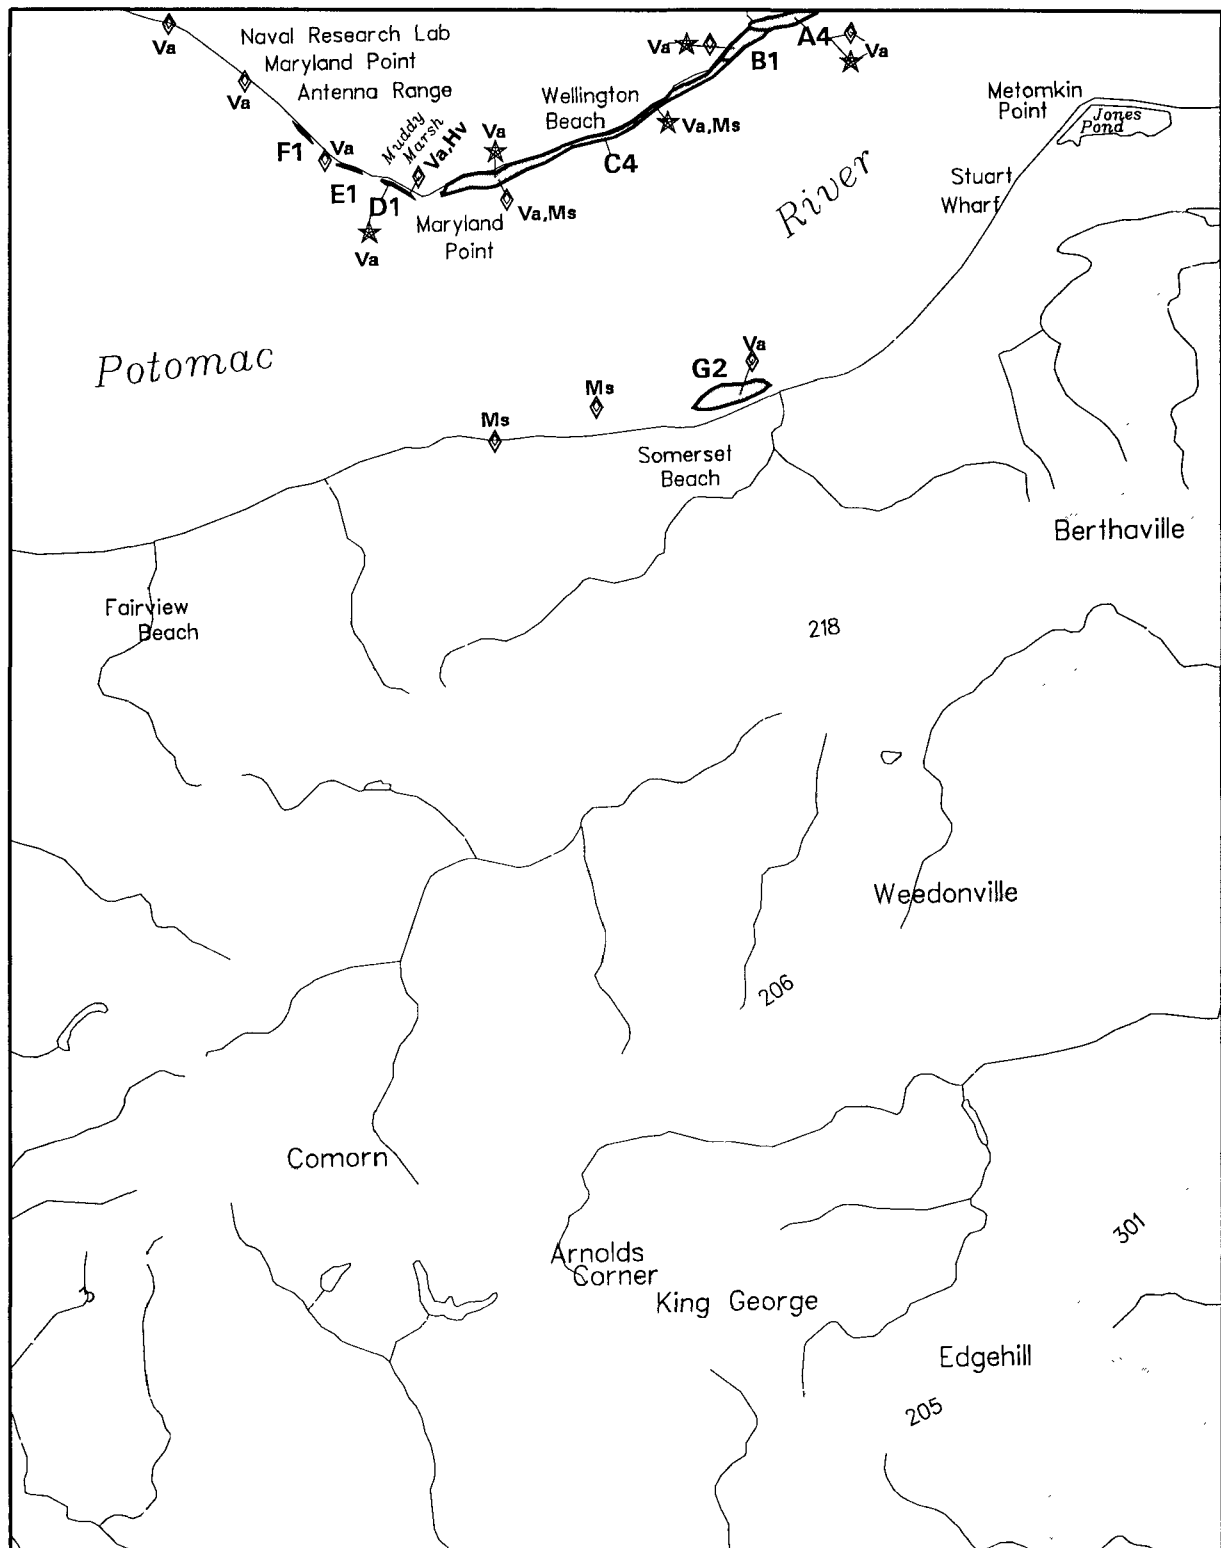 Va
Naval Research Lab
Maryland Point
Antenna Range
Va
Va
B1
A4
Va
Wellington
Beach
Metomkin
Point
Jones
Pond
F1
Va
Muddy
Marsh
Va,Hv
Va
Va,Ms
C4
E1
D1
Va
Maryland
Point
Va,Ms
River
Stuart
Wharf
Potomac
Va
G2
Ms
Ms
Somerset
Beach
Berthaville
Fairview
Beach
218
Weedonville
206
Comorn
Arnolds
Corner
King George
301
Edgehill
205